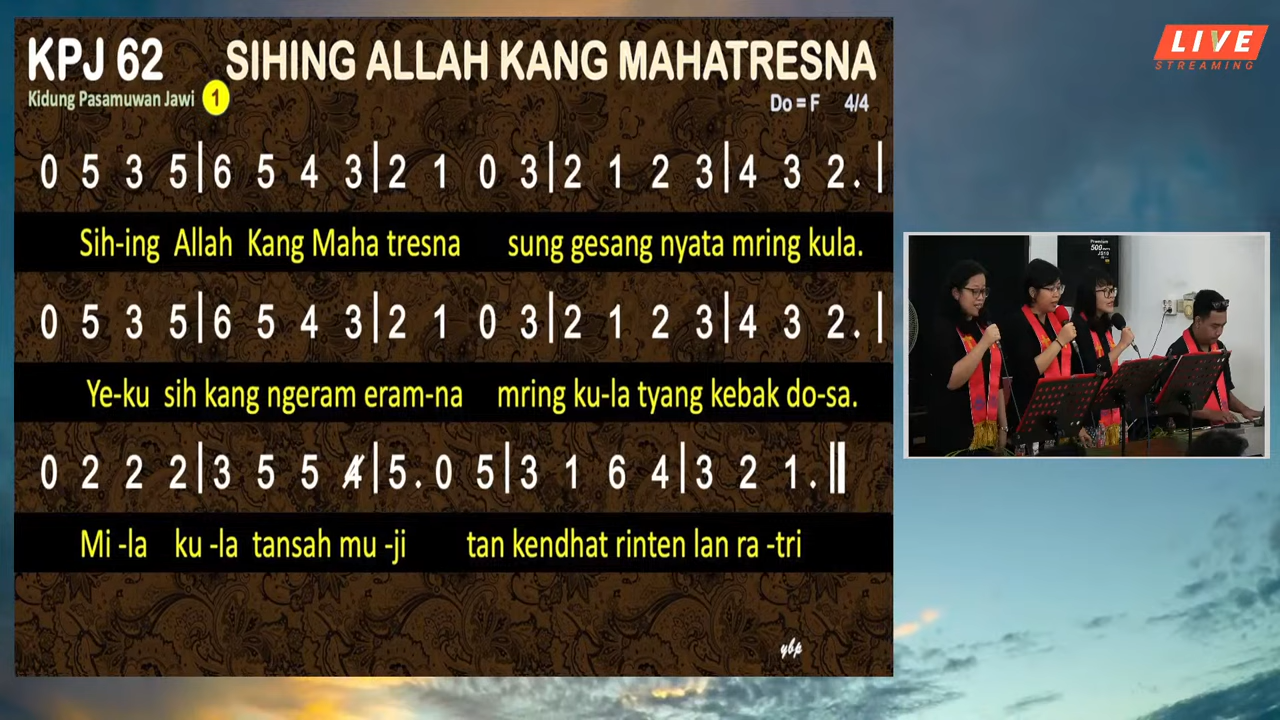 KPJ 62 SIHING ALLAH KANG MAHATRESNA
Kidung Pasamuwan Jawi 1
Do = F 4/4
LIVE
STREAMING
0 5 3 5|6 5 4 3|2 1 0 3|2 1 2 3|4 3 2. |
Sih-ing Allah Kang Maha tresna sung gesang nyata mring kula.
0 5 3 5|6 5 4 3|2 1 0 3|2 1 2 3|4 3 2. |
Ye-ku sih kang ngeram eram-na mring ku-la tyang kebak do-sa.
0 2 2 2|3 5 5 4̸|5. 0 5|3 1 6 4|3 2 1. ||
Mi -la ku -la tansah mu -ji tan kendhat rinten lan ra -tri
ybp
Premium
500